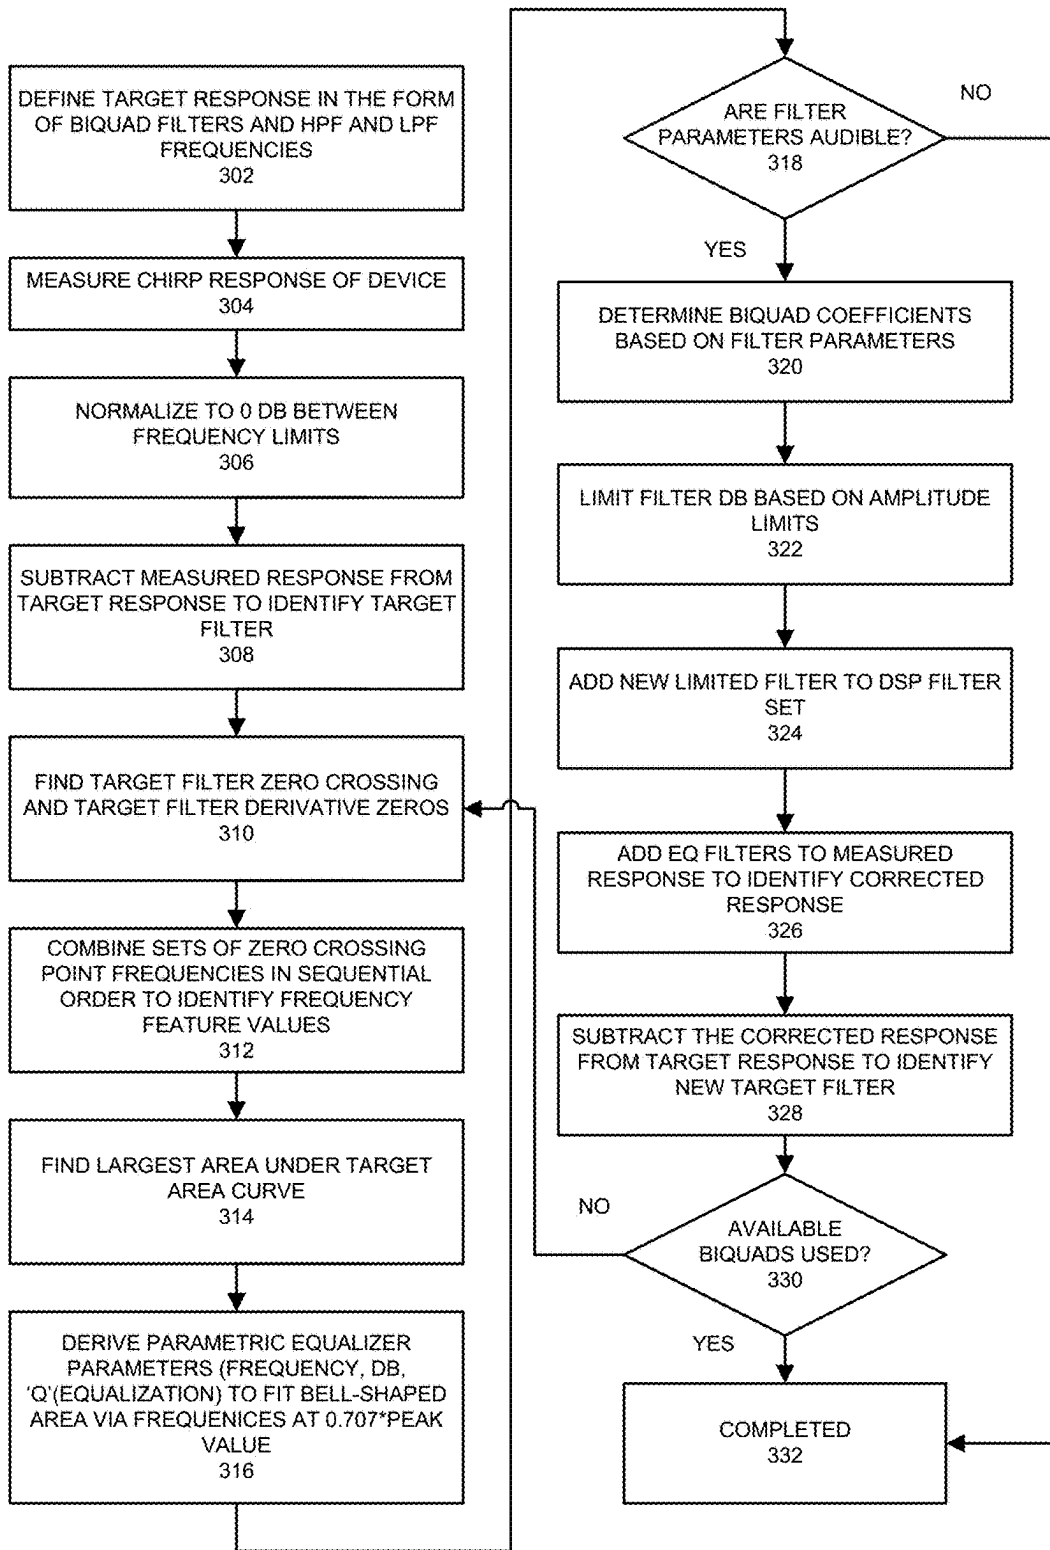 DEFINE TARGET RESPONSE IN THE FORM
OF BIQUAD FILTERS AND HPF AND LPF
FREQUENCIES
302
MEASURE CHIRP RESPONSE OF DEVICE
304
NORMALIZE TO 0 DB BETWEEN
FREQUENCY LIMITS
306
SUBTRACT MEASURED RESPONSE FROM
TARGET RESPONSE TO IDENTIFY TARGET
FILTER
308
FIND TARGET FILTER ZERO CROSSING
AND TARGET FILTER DERIVATIVE ZEROS
310
COMBINE SETS OF ZERO CROSSING
POINT FREQUENCIES IN SEQUENTIAL
ORDER TO IDENTIFY FREQUENCY
FEATURE VALUES
312
FIND LARGEST AREA UNDER TARGET
AREA CURVE
314
DERIVE PARAMETRIC EQUALIZER
PARAMETERS (FREQUENCY, DB,
'Q'(EQUALIZATION) TO FIT BELL-SHAPED
AREA VIA FREQUENICES AT 0.707*PEAK
VALUE
316
ARE FILTER
PARAMETERS AUDIBLE?
318
NO
YES
DETERMINE BIQUAD COEFFICIENTS
BASED ON FILTER PARAMETERS
320
LIMIT FILTER DB BASED ON AMPLITUDE
LIMITS
322
ADD NEW LIMITED FILTER TO DSP FILTER
SET
324
ADD EQ FILTERS TO MEASURED
RESPONSE TO IDENTIFY CORRECTED
RESPONSE
326
SUBTRACT THE CORRECTED RESPONSE
FROM TARGET RESPONSE TO IDENTIFY
NEW TARGET FILTER
328
NO
AVAILABLE
BIQUADS USED?
330
YES
COMPLETED
332